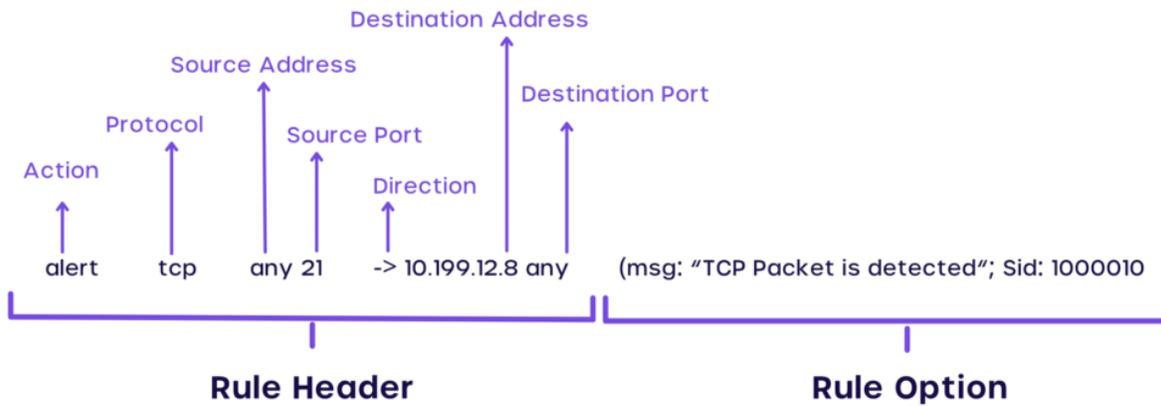 Destination Address
Source Address
Destination Port
Protocol
Source Port
Action
Direction
alert tcp any 21 -> 10.199.12.8 any (msg: “TCP Packet is detected“; Sid: 1000010
Rule Header Rule Option